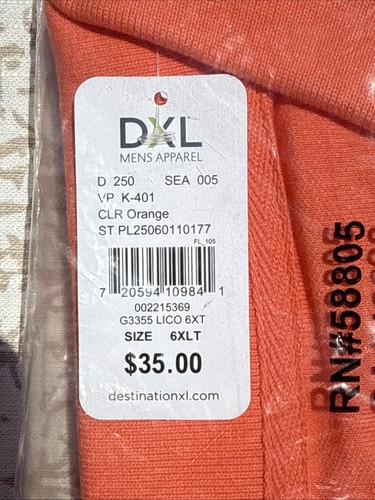 DXL
MENS APPAREL
D 250 SEA 005
VP K-401
CLR Orange
ST PL25060110177
FL_105
7 20594 10984 1
002215369
G3355 LICO 6XT
SIZE 6XLT
$35.00
destinationxl.com
RN#58805